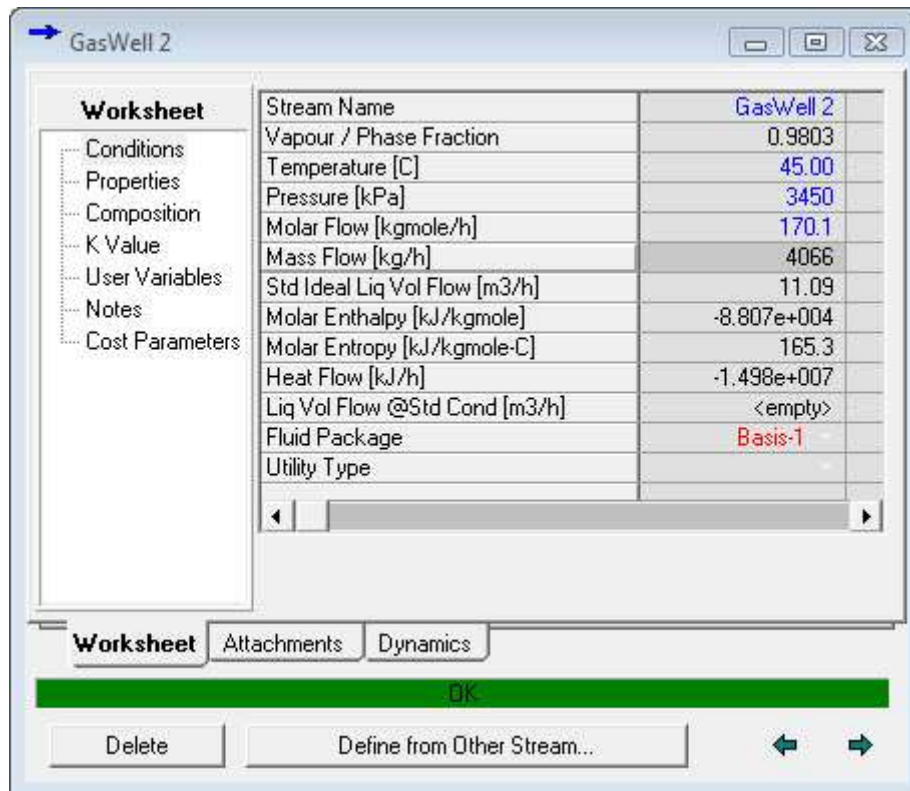 GasWell 2
Worksheet
Conditions
Properties
Composition
K Value
User Variables
Notes
Cost Parameters
Stream Name GasWell 2
Vapour / Phase Fraction 0.9803
Temperature [C] 45.00
Pressure [kPa] 3450
Molar Flow [kgmole/h] 170.1
Mass Flow [kg/h] 4066
Std Ideal Liq Vol Flow [m3/h] 11.09
Molar Enthalpy [kJ/kgmole] -8.807e+004
Molar Entropy [kJ/kgmole-C] 165.3
Heat Flow [kJ/h] -1.498e+007
Liq Vol Flow @Std Cond [m3/h] <empty>
Fluid Package Basis-1
Utility Type
Worksheet Attachments Dynamics
OK
Delete Define from Other Stream...